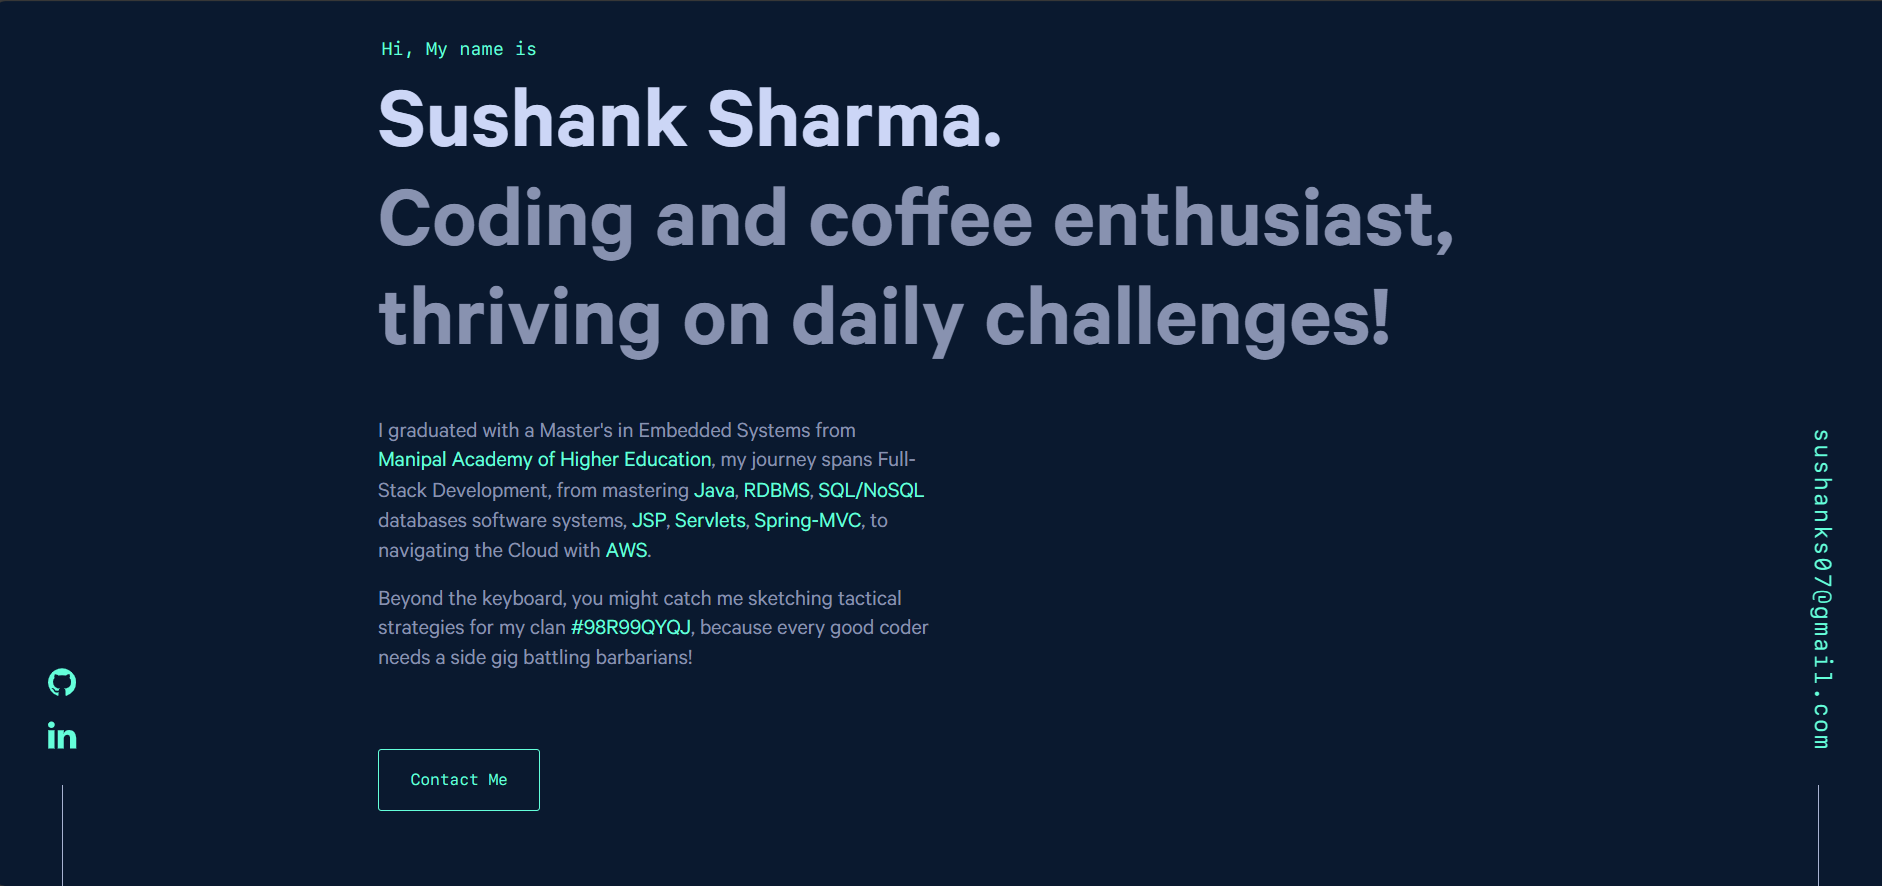 Hi, My name is
Sushank Sharma.
Coding and coffee enthusiast,
thriving on daily challenges!
I graduated with a Master's in Embedded Systems from
Manipal Academy of Higher Education, my journey spans Full-
Stack Development, from mastering Java, RDBMS, SQL/NoSQL
databases software systems, JSP, Servlets, Spring-MVC, to
navigating the Cloud with AWS.
Beyond the keyboard, you might catch me sketching tactical
strategies for my clan #98R99QYQJ, because every good coder
needs a side gig battling barbarians!
Contact Me
in
sushanks07@gmail.com